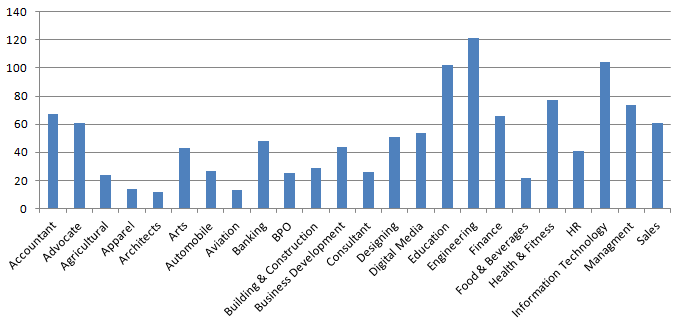 140
120
100
80
60
40
20
0
Accountant
Advocate
Agricultural
Apparel
Architects
Arts
Automobile
Aviation
Banking
BPO
Building & Construction
Business Development
Consultant
Designing
Digital Media
Education
Engineering
Finance
Food & Beverages
Health & Fitness
HR
Information Technology
Managment
Sales